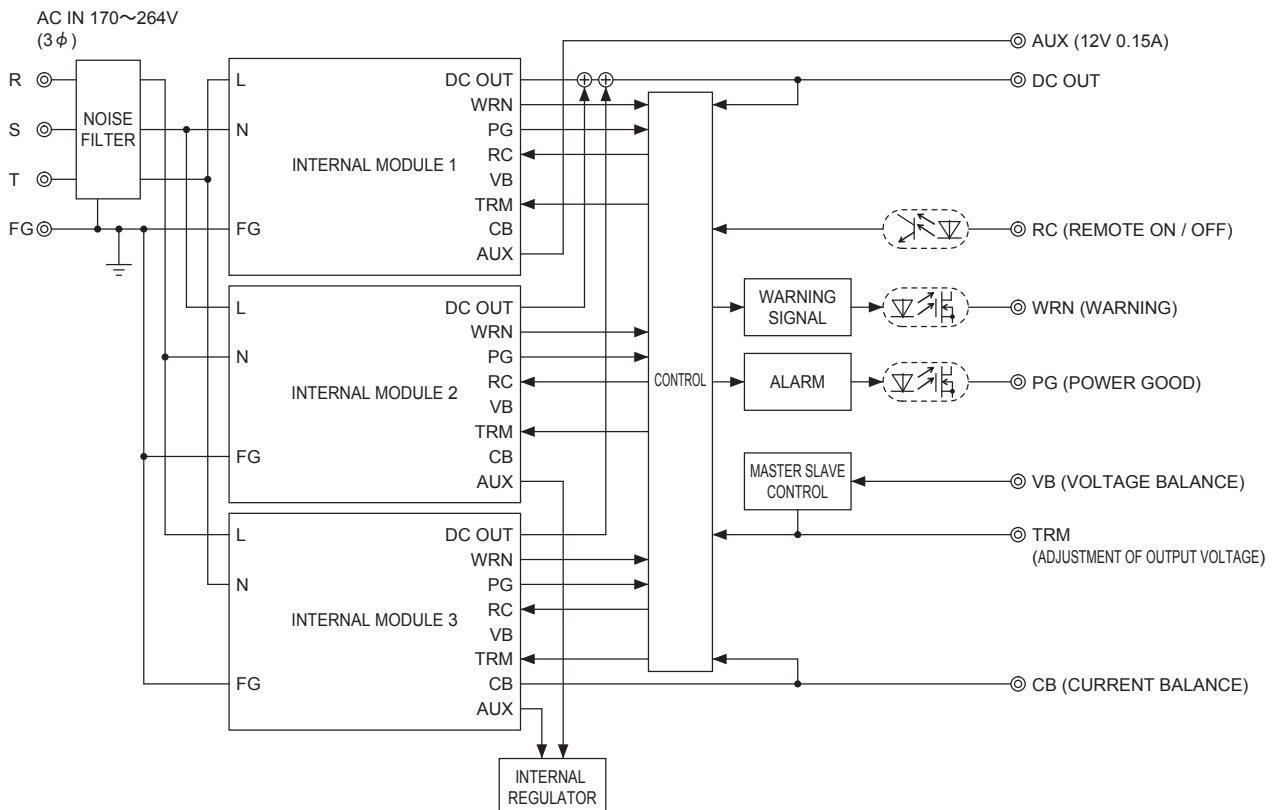 AC IN 170～264V
(3φ)
R
S
T
FG
NOISE
FILTER
L
N
FG
INTERNAL MODULE 1
DC OUT
WRN
PG
RC
VB
TRM
CB
AUX
L
N
FG
INTERNAL MODULE 2
DC OUT
WRN
PG
RC
VB
TRM
CB
AUX
L
N
FG
INTERNAL MODULE 3
DC OUT
WRN
PG
RC
VB
TRM
CB
AUX
INTERNAL
REGULATOR
CONTROL
WARNING
SIGNAL
ALARM
MASTER SLAVE
CONTROL
AUX (12V 0.15A)
DC OUT
RC (REMOTE ON / OFF)
WRN (WARNING)
PG (POWER GOOD)
VB (VOLTAGE BALANCE)
TRM
(ADJUSTMENT OF OUTPUT VOLTAGE)
CB (CURRENT BALANCE)